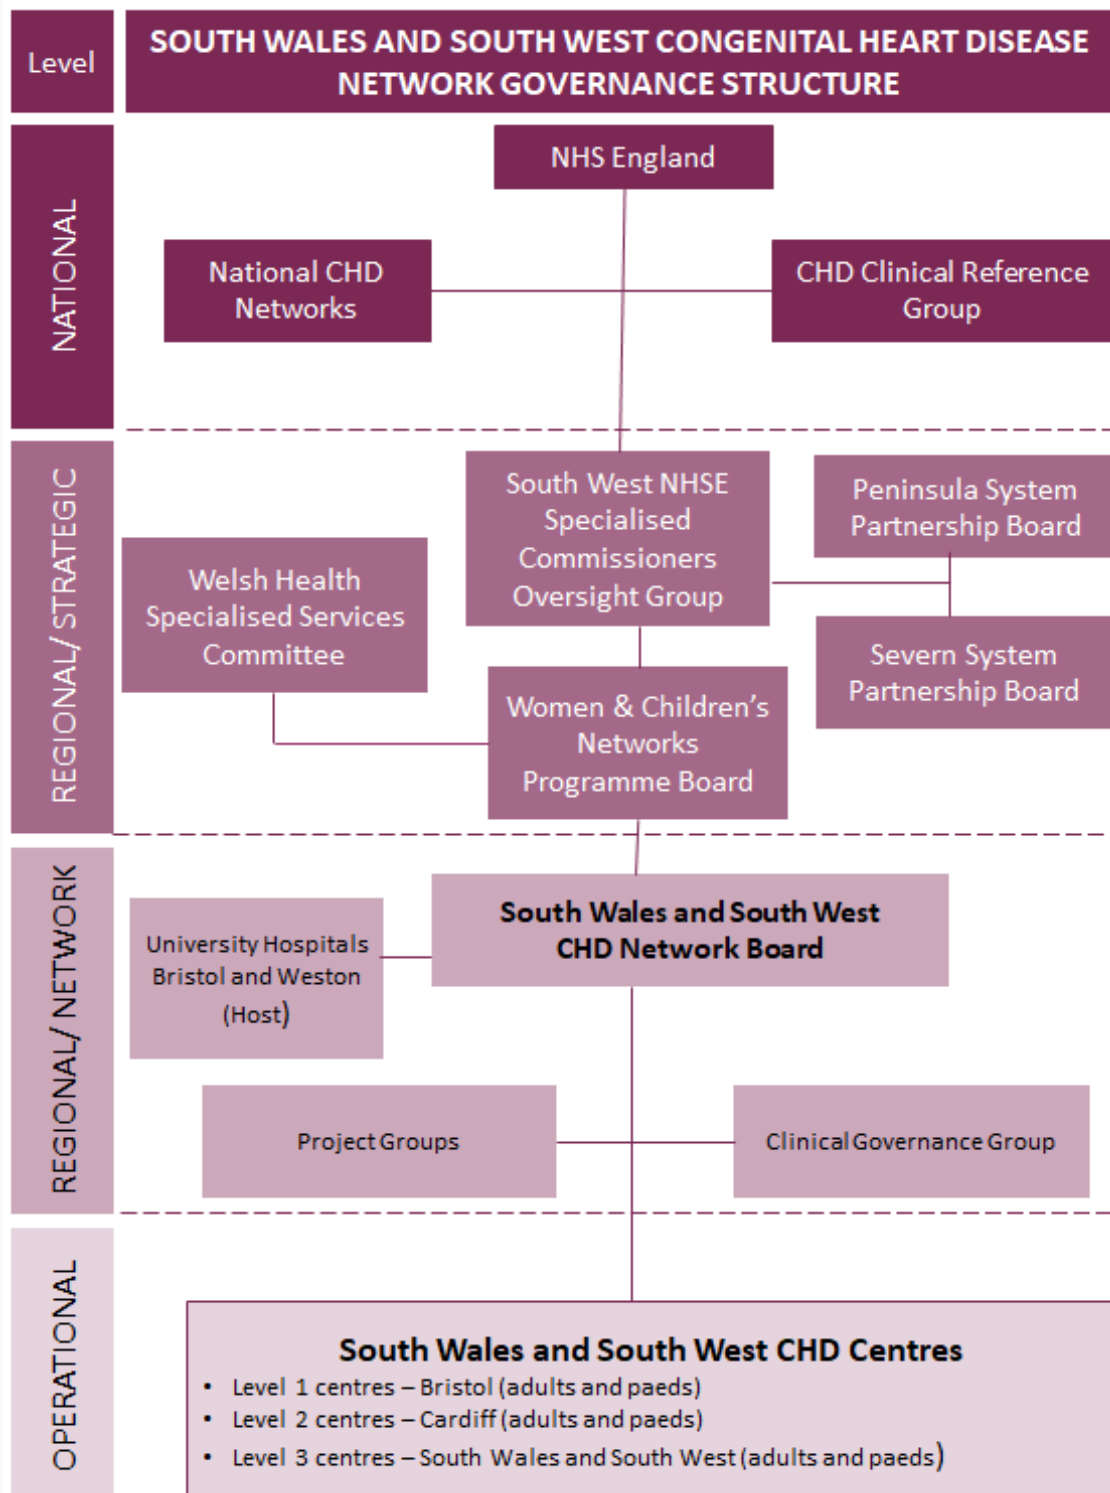 Level
SOUTH WALES AND SOUTH WEST CONGENITAL HEART DISEASE
NETWORK GOVERNANCE STRUCTURE
NATIONAL
NHS England
National CHD
Networks
CHD Clinical Reference
Group
REGIONAL/ STRATEGIC
South West NHSE
Specialised
Commissioners
Oversight Group
Peninsula System
Partnership Board
Welsh Health
Specialised Services
Committee
Severn System
Partnership Board
Women & Children’s
Networks
Programme Board
REGIONAL/ NETWORK
South Wales and South West
CHD Network Board
University Hospitals
Bristol and Weston
(Host)
Project Groups
Clinical Governance Group
OPERATIONAL
South Wales and South West CHD Centres
• Level 1 centres – Bristol (adults and paeds)
• Level 2 centres – Cardiff (adults and paeds)
• Level 3 centres – South Wales and South West (adults and paeds)